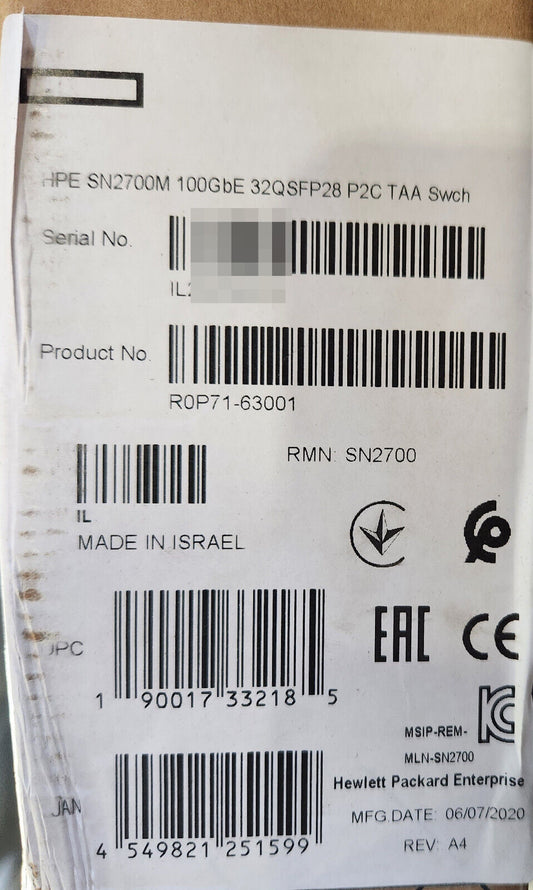 HPE SN2700M 100GbE 32QSFP28 P2C TAA Swch
Serial No.
Product No.
R0P71-63001
RMN: SN2700
IL
MADE IN ISRAEL
EAC CE
UPC
1 90017 33218 5
MSIP-REM-
MLN-SN2700
Hewlett Packard Enterprise
JAN
MFG.DATE: 06/07/2020
4 549821 251599
REV: A4